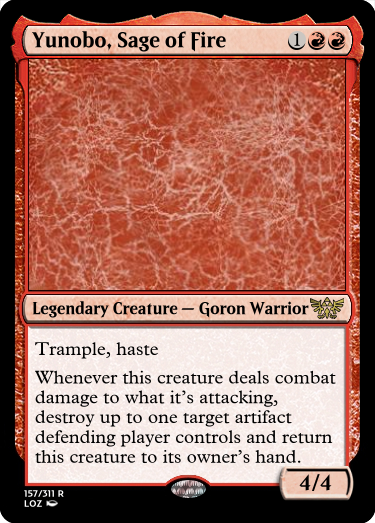 Yunobo, Sage of Fire 1
Legendary Creature — Goron Warrior
Trample, haste
Whenever this creature deals combat
damage to what it's attacking,
destroy up to one target artifact
defending player controls and return
this creature to its owner's hand.
4/4
157/311 R
LOZ